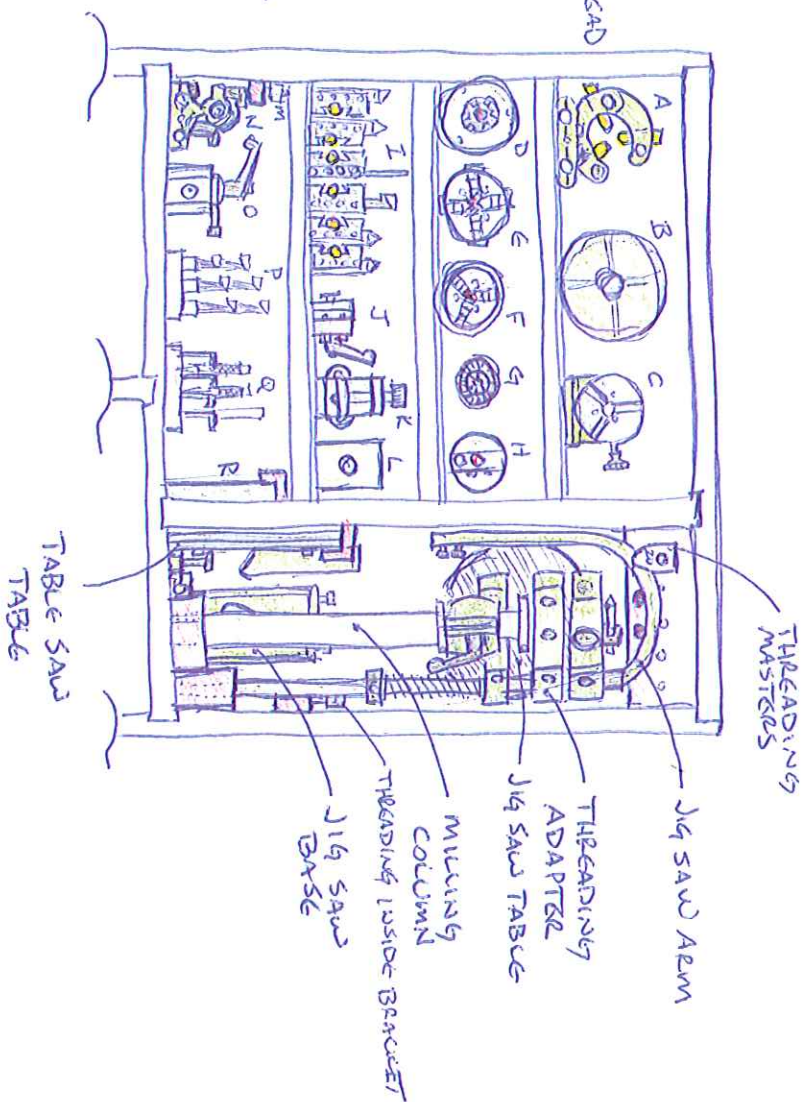 THREADING
MASTERS
JIG SAW ARM
A B C
THREADING
ADAPTER
JIG SAW TABLE
D E F G H
MILLING
COLUMN
THREADING INSIDE BRACKET
I J K L
JIG SAW
BASE
M N O P Q R
TABLE SAW
TABLE